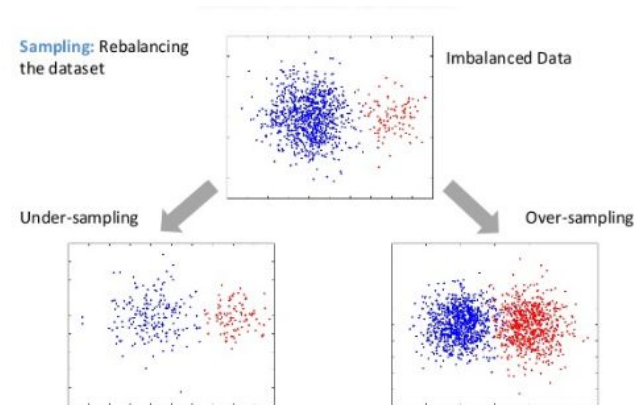 Sampling: Rebalancing
the dataset
Imbalanced Data
Under-sampling
Over-sampling